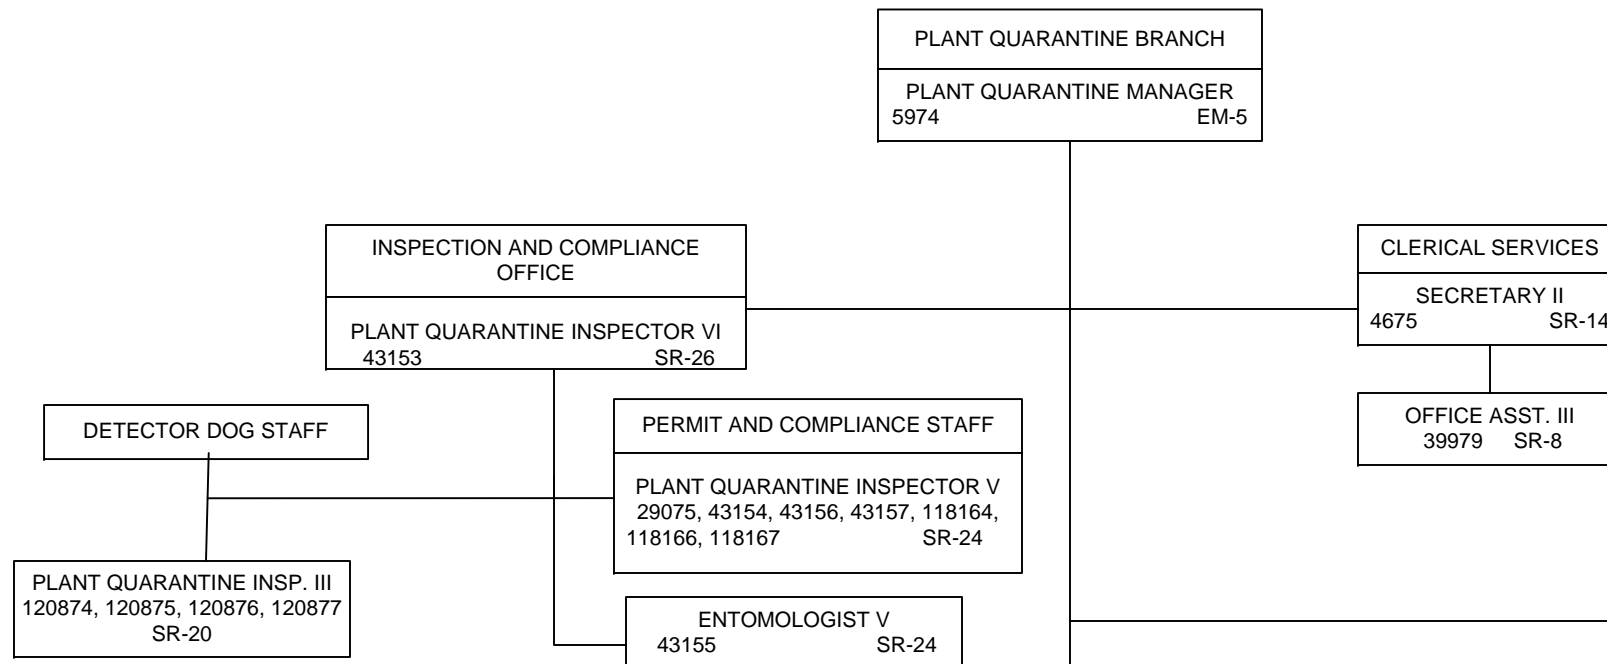 PLANT QUARANTINE BRANCH
PLANT QUARANTINE MANAGER
5974 EM-5
INSPECTION AND COMPLIANCE
OFFICE
PLANT QUARANTINE INSPECTOR VI
43153 SR-26
CLERICAL SERVICES
SECRETARY II
4675 SR-14
OFFICE ASST. III
39979 SR-8
DETECTOR DOG STAFF
PERMIT AND COMPLIANCE STAFF
PLANT QUARANTINE INSPECTOR V
29075, 43154, 43156, 43157, 118164,
118166, 118167 SR-24
PLANT QUARANTINE INSP. III
120874, 120875, 120876, 120877
SR-20
ENTOMOLOGIST V
43155 SR-24